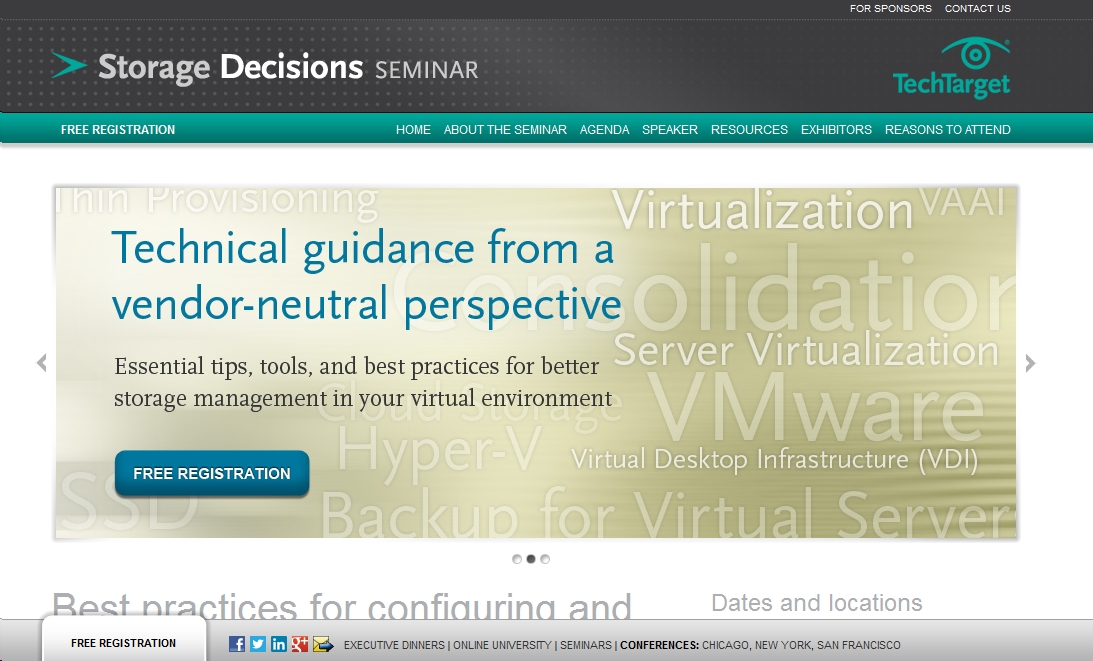 FOR SPONSORS CONTACT US
Storage Decisions SEMINAR
TechTarget
FREE REGISTRATION HOME ABOUT THE SEMINAR AGENDA SPEAKER RESOURCES EXHIBITORS REASONS TO ATTEND
Thin Provisioning
Virtualization VAAI
Technical guidance from a
vendor-neutral perspective
Consolidation
Server Virtualization
Essential tips, tools, and best practices for better
storage management in your virtual environment
Cloud Storage
VMware
Hyper-V
Virtual Desktop Infrastructure (VDI)
FREE REGISTRATION
SSD
Backup for Virtual Server
Best practices for configuring and
Dates and locations
FREE REGISTRATION
EXECUTIVE DINNERS | ONLINE UNIVERSITY | SEMINARS | CONFERENCES: CHICAGO, NEW YORK, SAN FRANCISCO